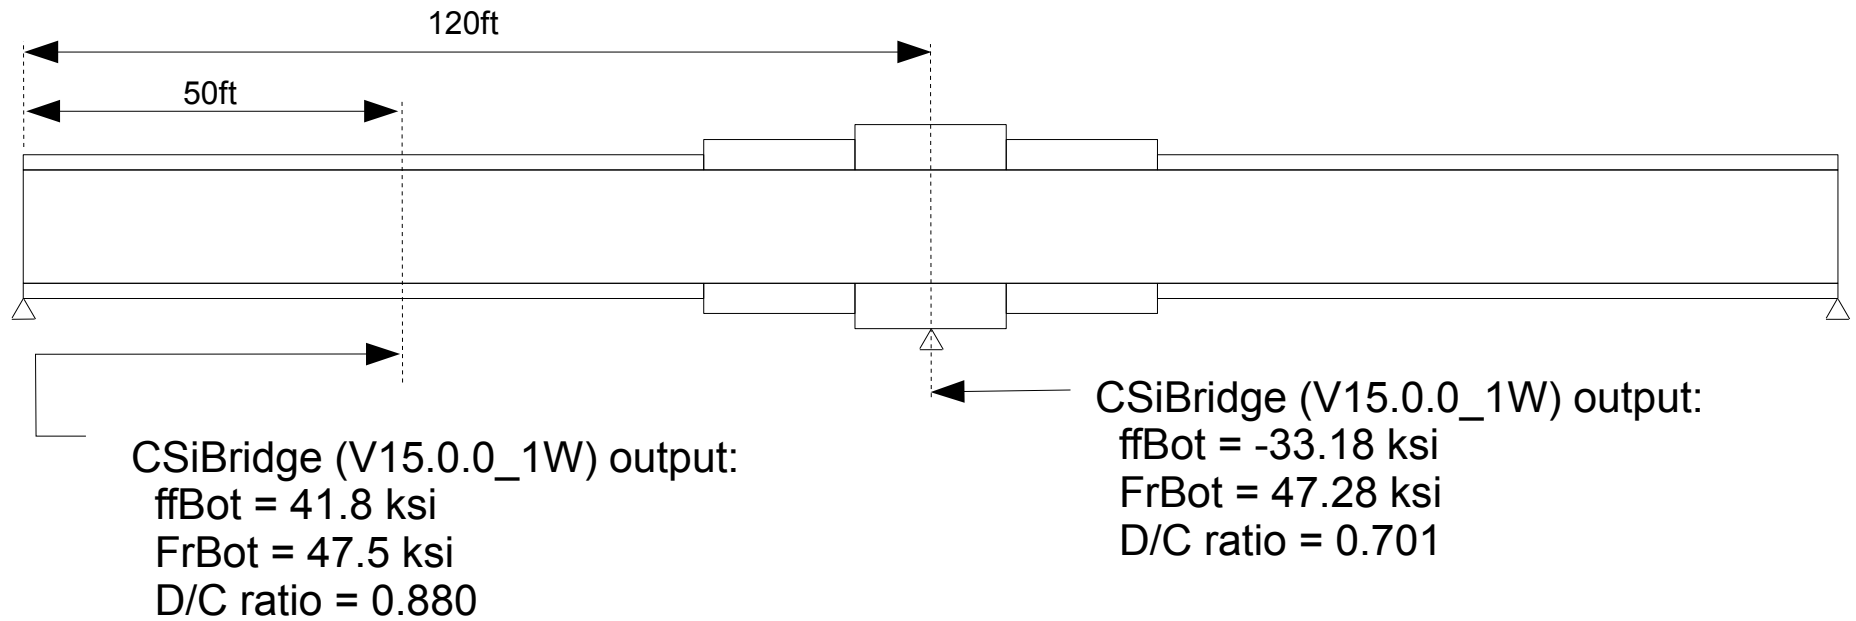 120ft
50ft
CSiBridge (V15.0.0_1W) output:
ffBot = -33.18 ksi
FrBot = 47.28 ksi
D/C ratio = 0.701
CSiBridge (V15.0.0_1W) output:
ffBot = 41.8 ksi
FrBot = 47.5 ksi
D/C ratio = 0.880